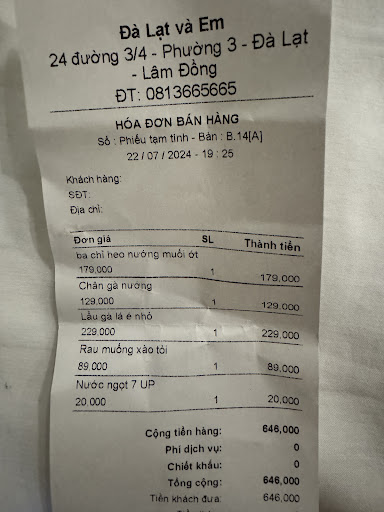 Đà Lạt và Em
24 đường 3/4 - Phường 3 - Đà Lạt
- Lâm Đồng
ĐT: 0813665665
HÓA ĐƠN BÁN HÀNG
Số : Phiếu tạm tính - Bàn : B.14[A]
22 / 07 / 2024 - 19 : 25
Khách hàng:
SĐT:
Địa chỉ:
Đơn giá SL Thành tiền
ba chỉ heo nướng muối ớt
179,000 1 179,000
Chân gà nướng
129,000 1 129,000
Lẩu gà lá é nhỏ
229,000 1 229,000
Rau muống xào tỏi
89,000 1 89,000
Nước ngọt 7 UP
20,000 1 20,000
Cộng tiền hàng: 646,000
Phí dịch vụ: 0
Chiết khấu: 0
Tổng cộng: 646,000
Tiền khách đưa: 646,000